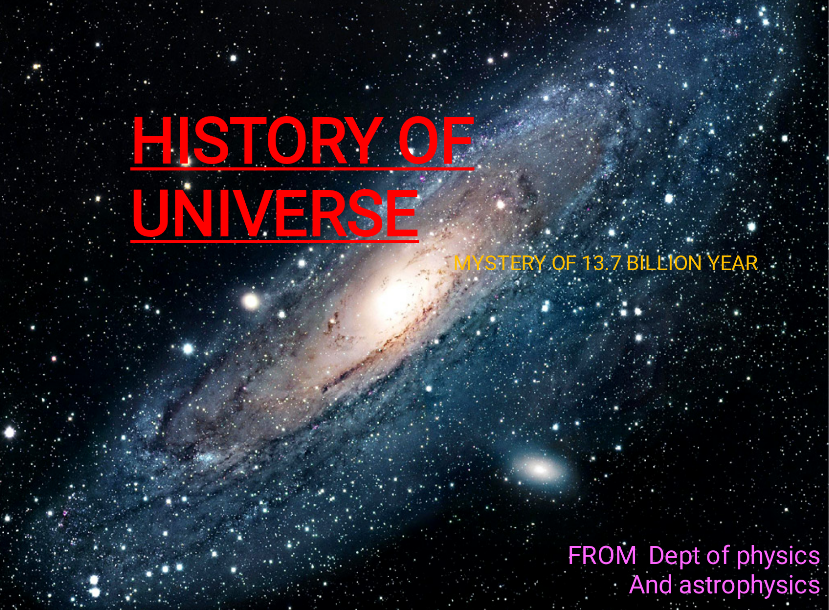 HISTORY OF
UNIVERSE
MYSTERY OF 13.7 BILLION YEAR
FROM  Dept of physics
And astrophysics